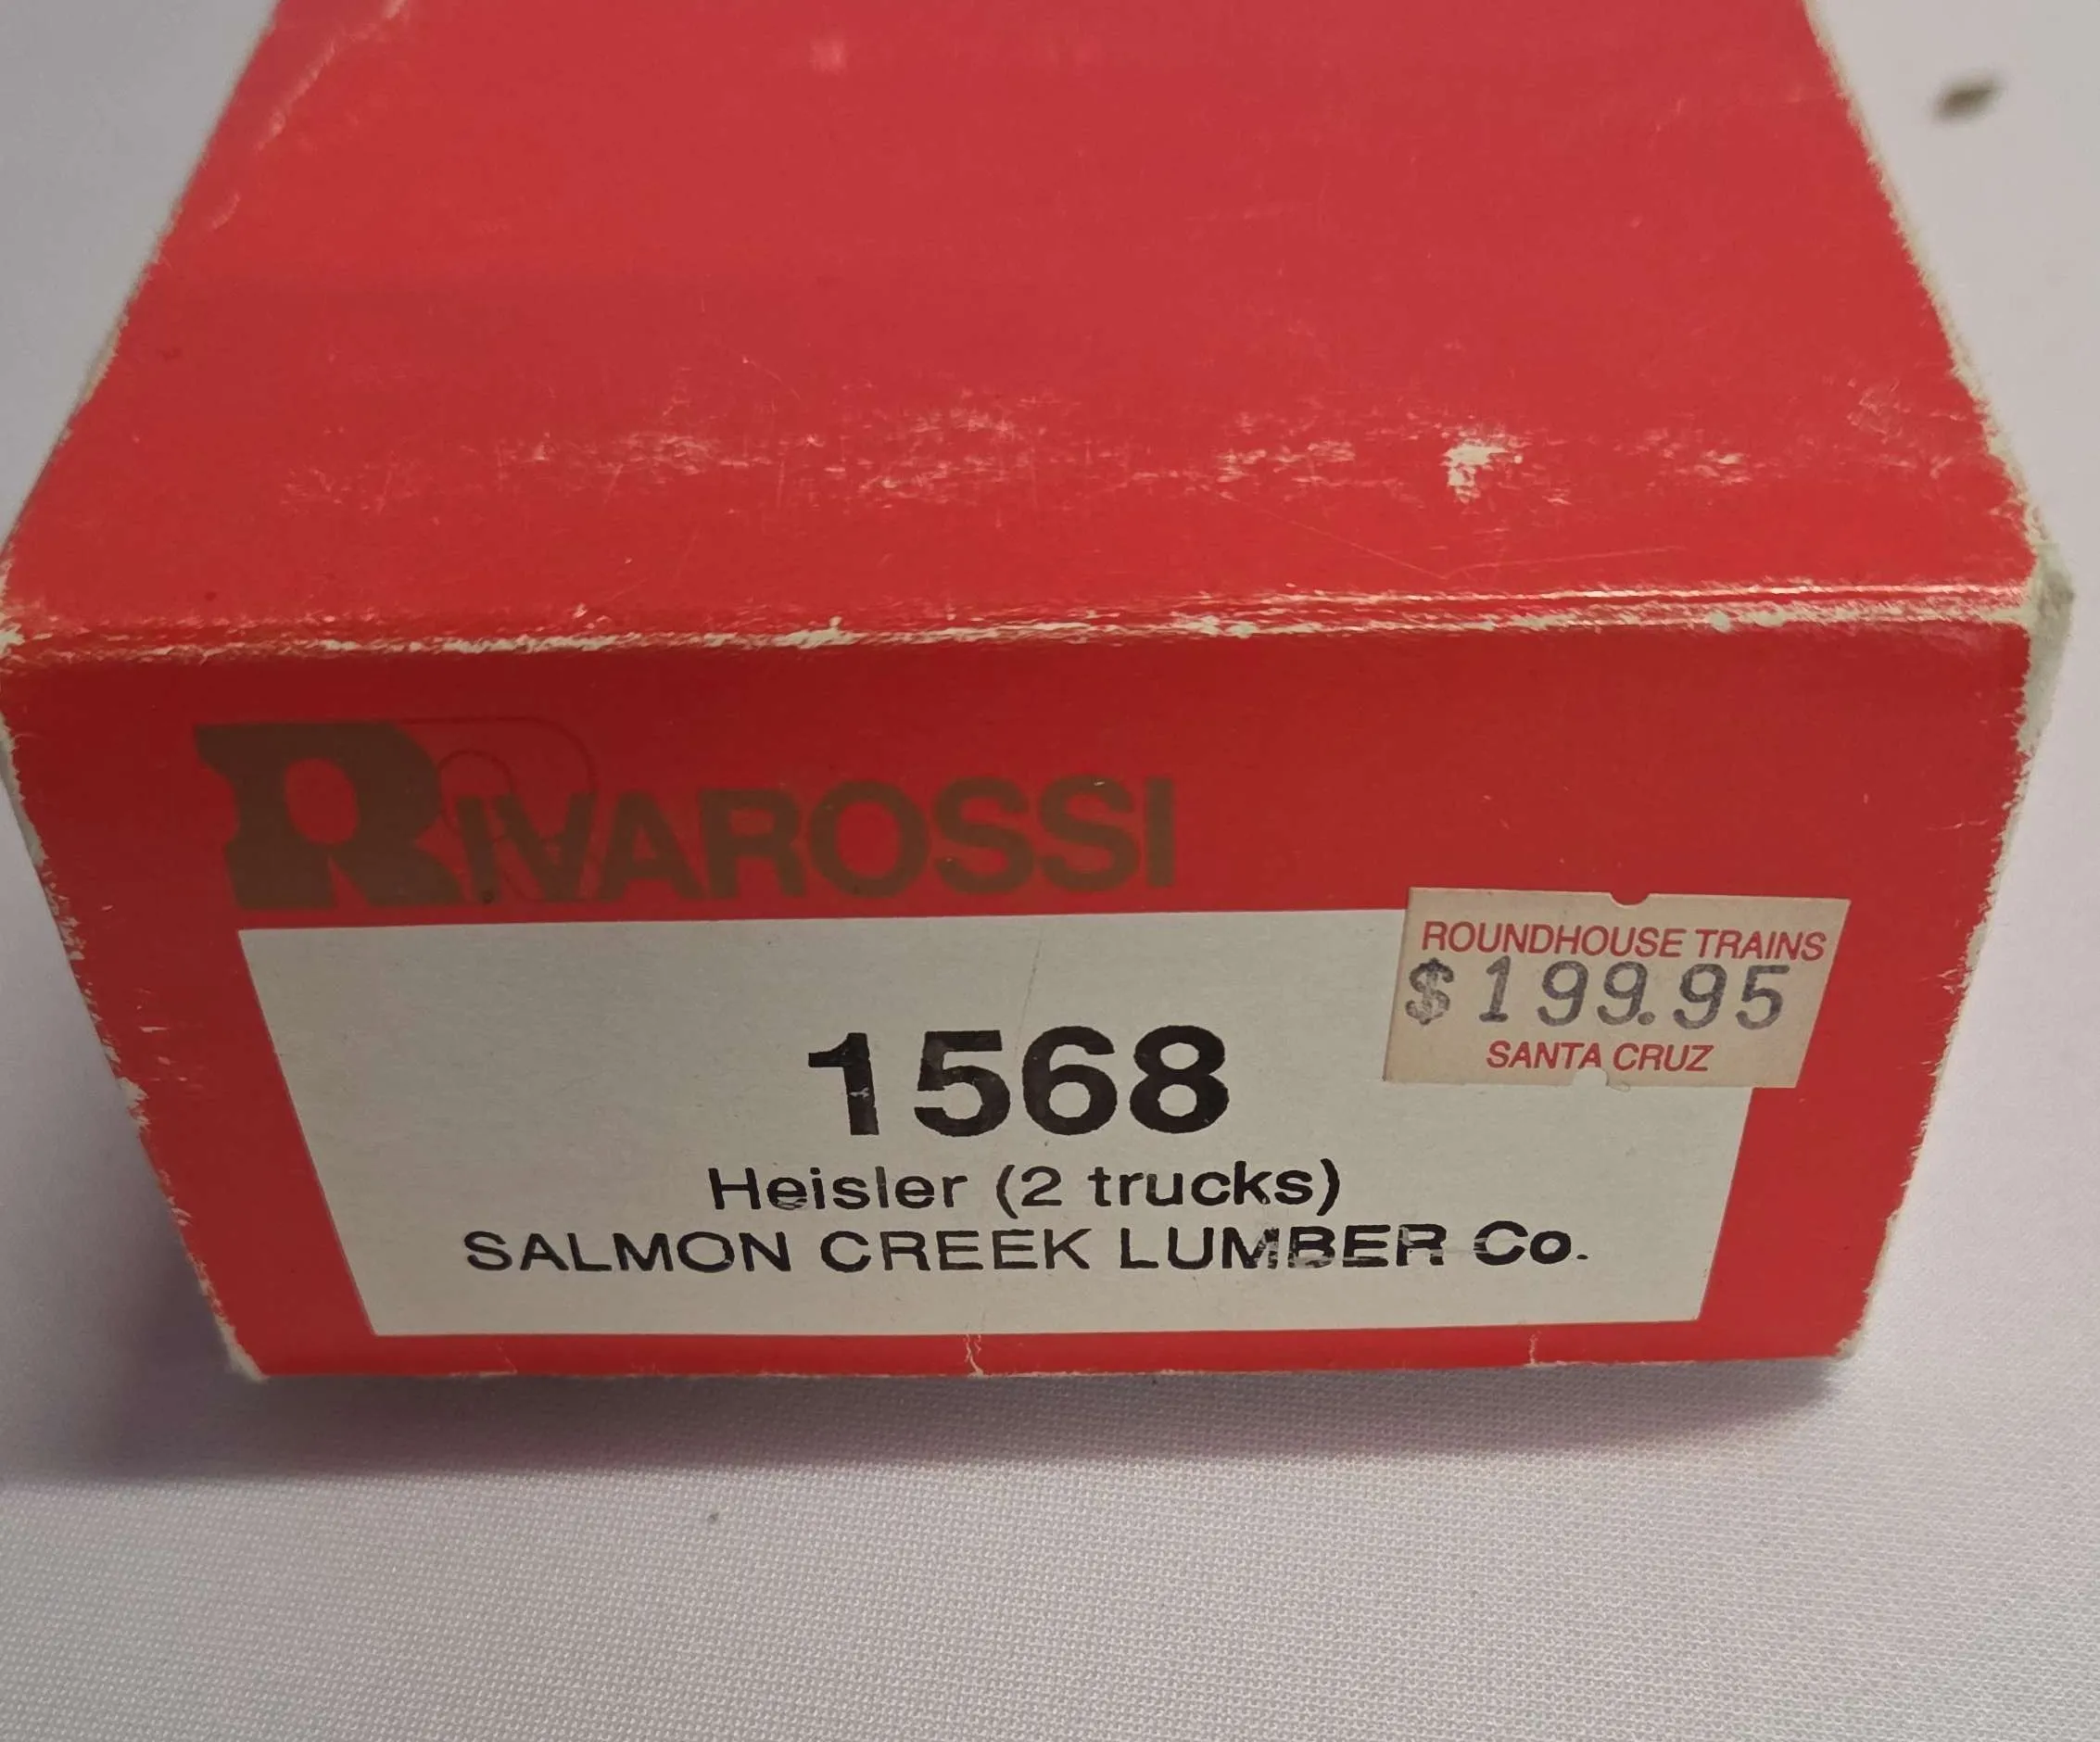 RIVAROSSI
ROUNDHOUSE TRAINS
$199.95
SANTA CRUZ
1568
Heisler (2 trucks)
SALMON CREEK LUMBER Co.